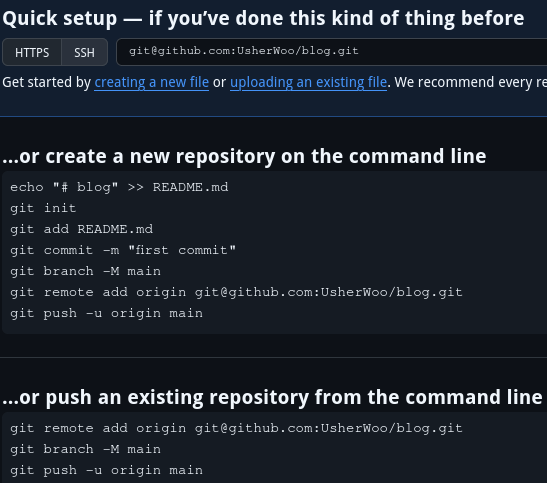 Quick setup — if you’ve done this kind of thing before
HTTPS SSH git@github.com:UsherWoo/blog.git
Get started by creating a new file or uploading an existing file. We recommend every re
...or create a new repository on the command line
echo "# blog" >> README.md
git init
git add README.md
git commit -m "first commit"
git branch -M main
git remote add origin git@github.com:UsherWoo/blog.git
git push -u origin main
...or push an existing repository from the command line
git remote add origin git@github.com:UsherWoo/blog.git
git branch -M main
git push -u origin main